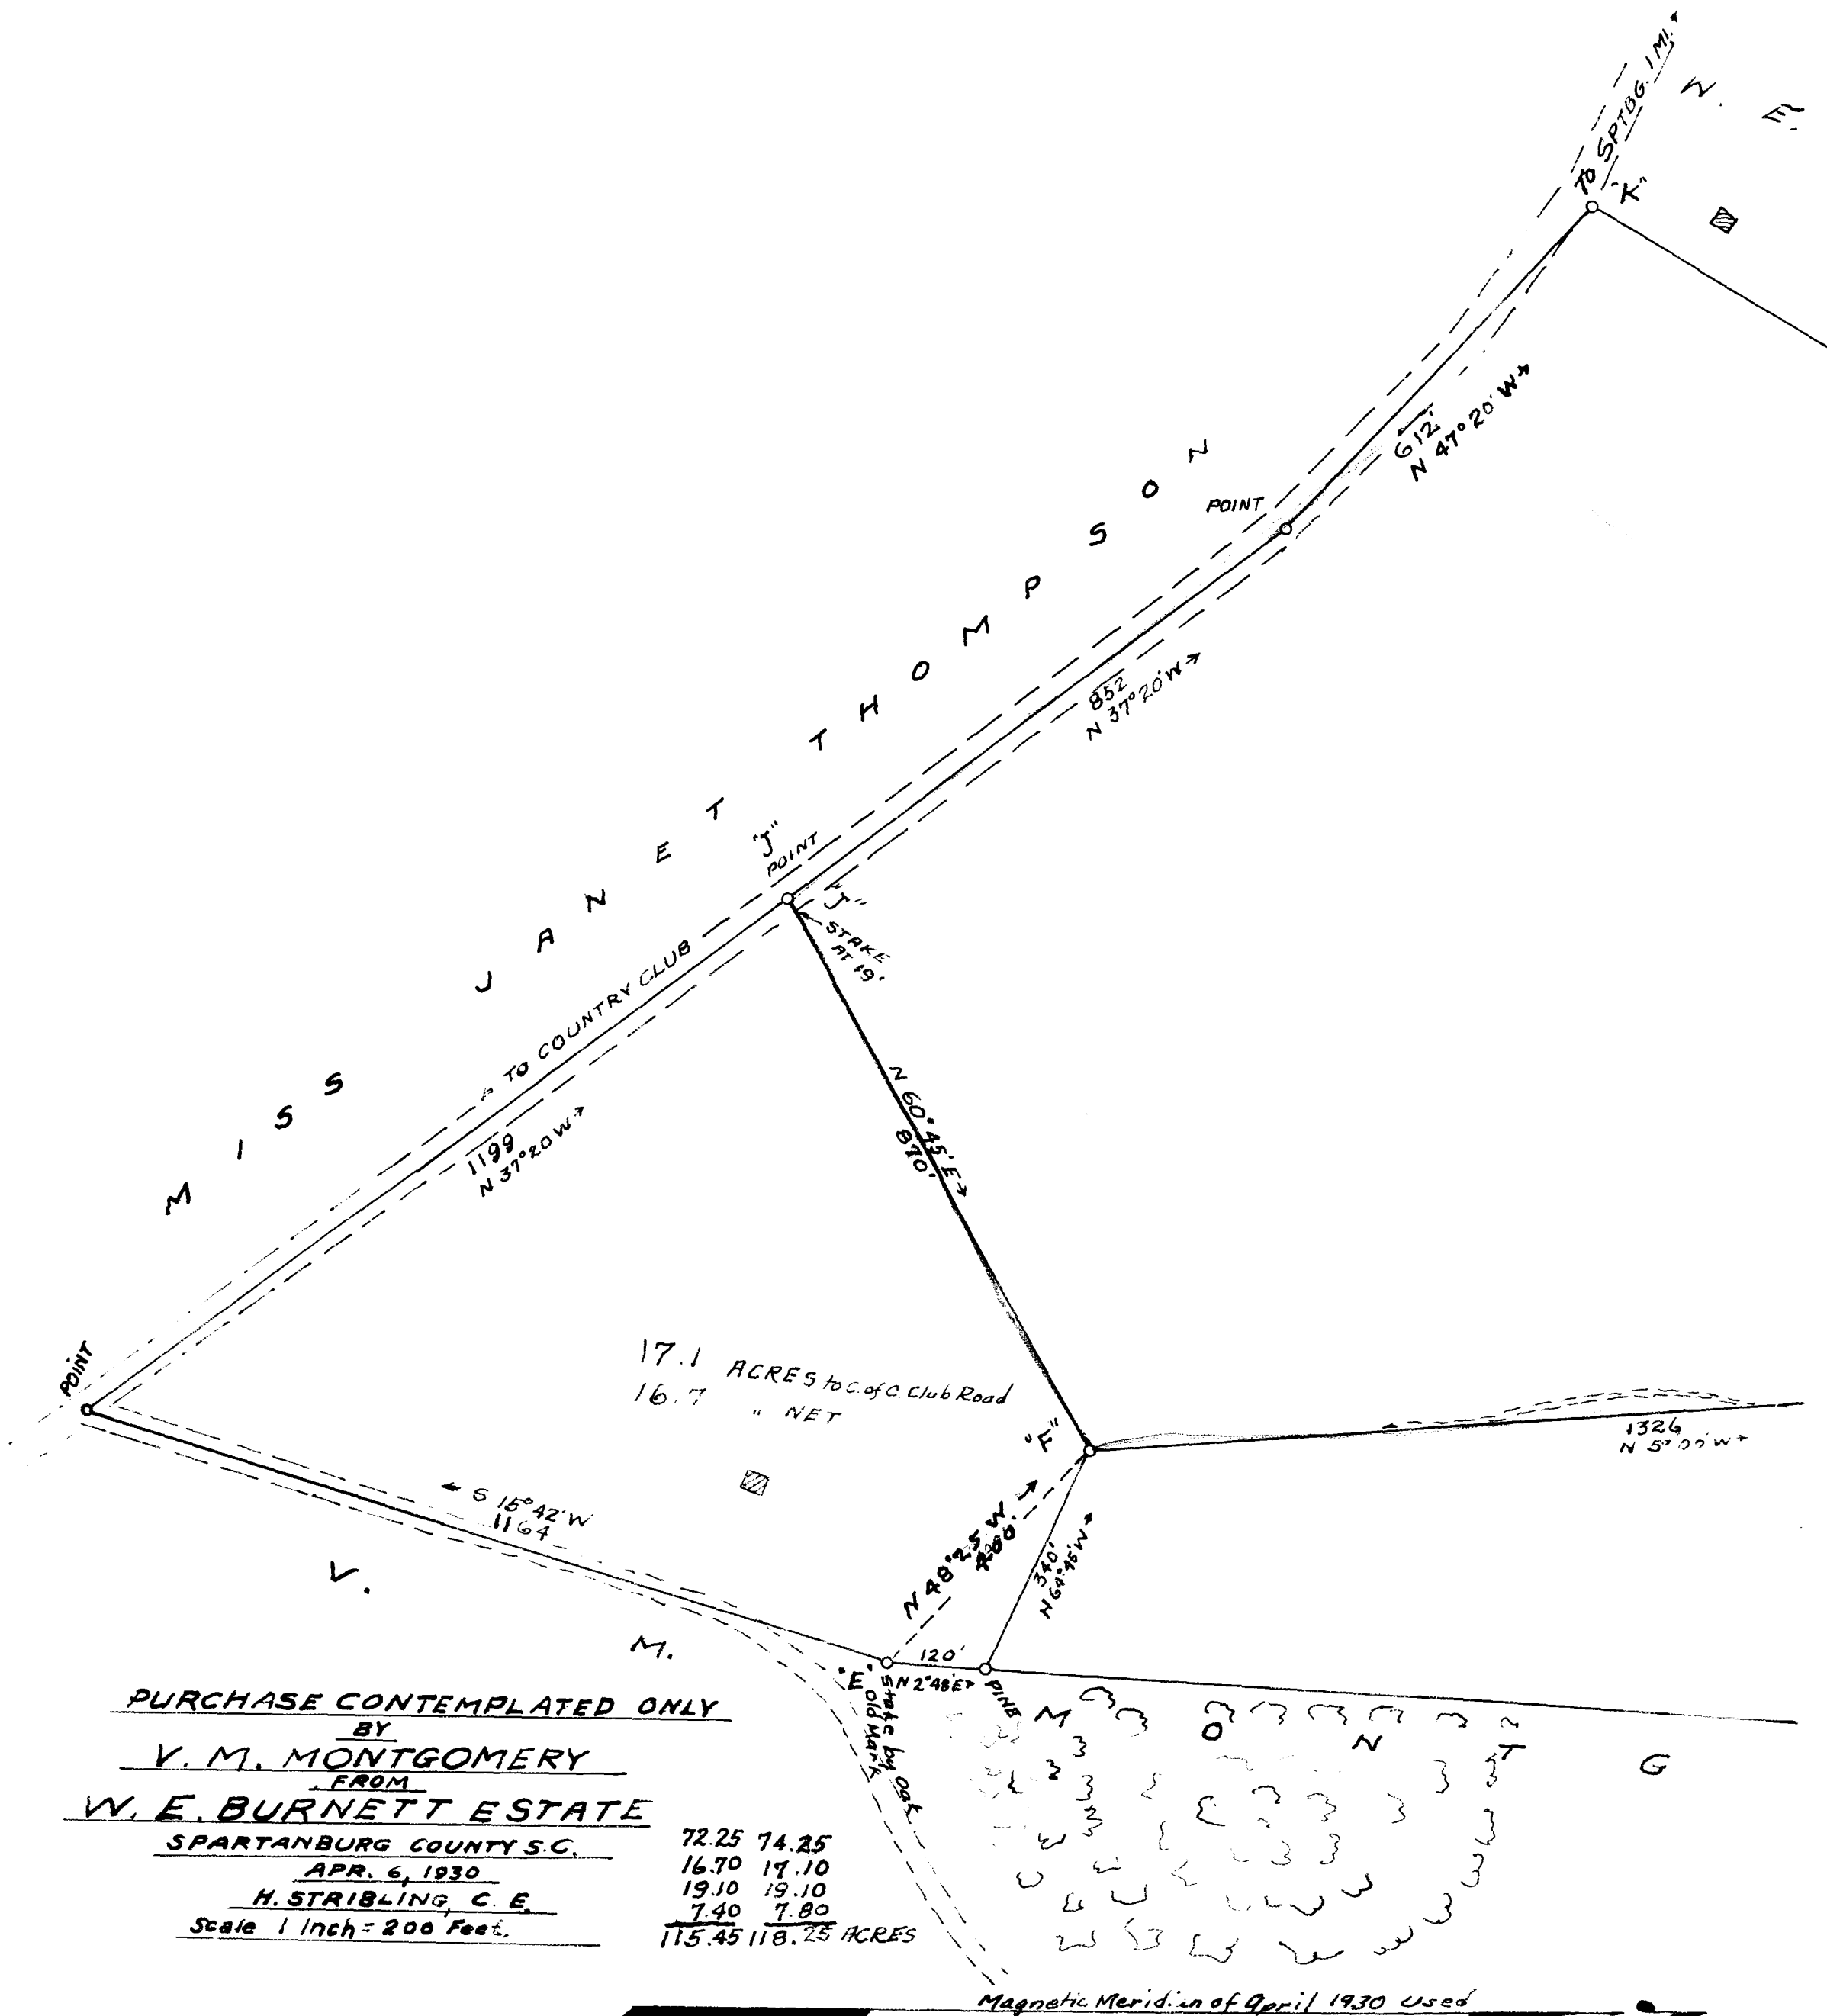 TO SPTBG. 1 MI.
W. E.
"K"
612'
N 47° 20' W
POINT
852
N 37° 20' W
MISS JANET THOMPSON
"J"
POINT
"J"
STAKE
AT 19'
TO COUNTRY CLUB
1199
N 37° 20 W
N 60° 45' E
870'
POINT
17.1 ACRES to C. of C. Club Road
16.7 " NET
"F"
1326
N 5° W
S 15° 42' W
1164
N 48° 25 W
400'
340'
N 64° 45' W
V. M. MONTG
120'
N 2° 48' E
"E"
Stake by Oak
Old Mark
PINE
PURCHASE CONTEMPLATED ONLY
BY
V. M. MONTGOMERY
FROM
W. E. BURNETT ESTATE
SPARTANBURG COUNTY S.C.
APR. 6, 1930
H. STRIBLING, C. E.
Scale 1 Inch = 200 Feet.
72.25 74.25
16.70 17.10
19.10 19.10
7.40 7.80
115.45 118.25 ACRES
Magnetic Meridian of April 1930 Used